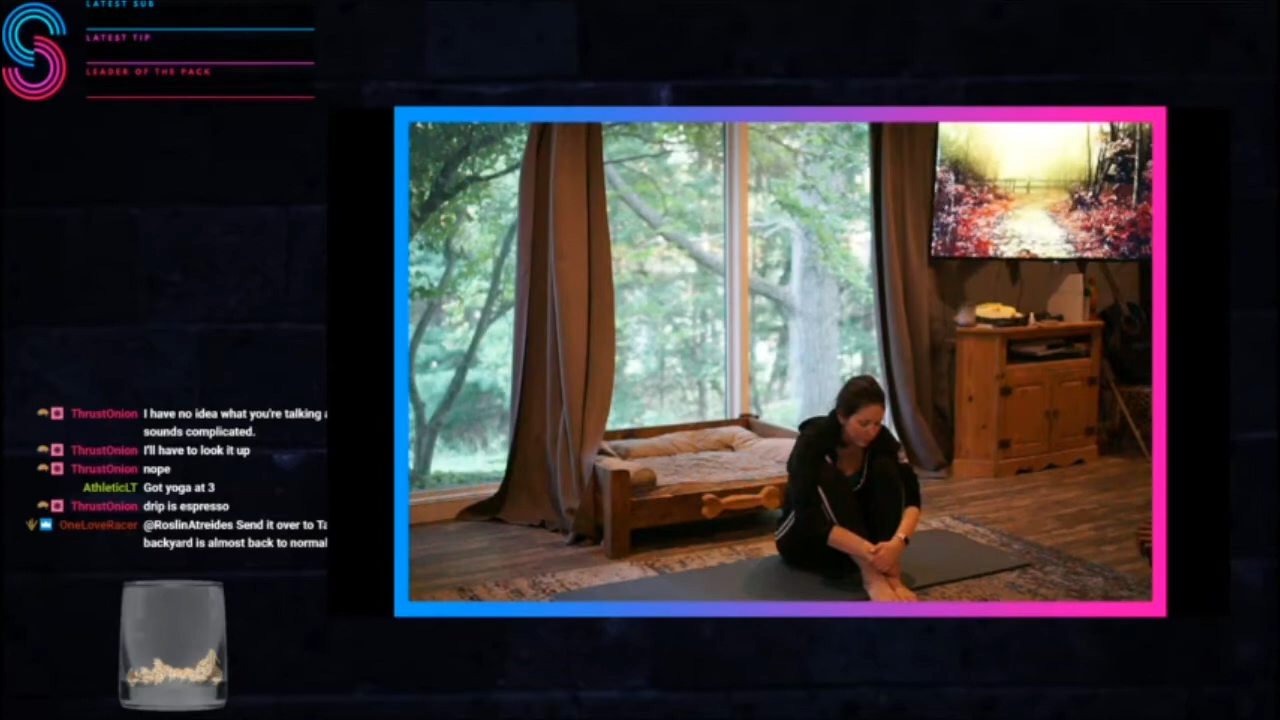 LATEST SUB
LATEST TIP
LEADER OF THE PACK
ThrustOnion I have no idea what you're talking
sounds complicated.
ThrustOnion I'll have to look it up
ThrustOnion nope
AthleticLT Got yoga at 3
ThrustOnion drip is espresso
OneLoveRacer @RoslinAtreides Send it over to
backyard is almost back to normal